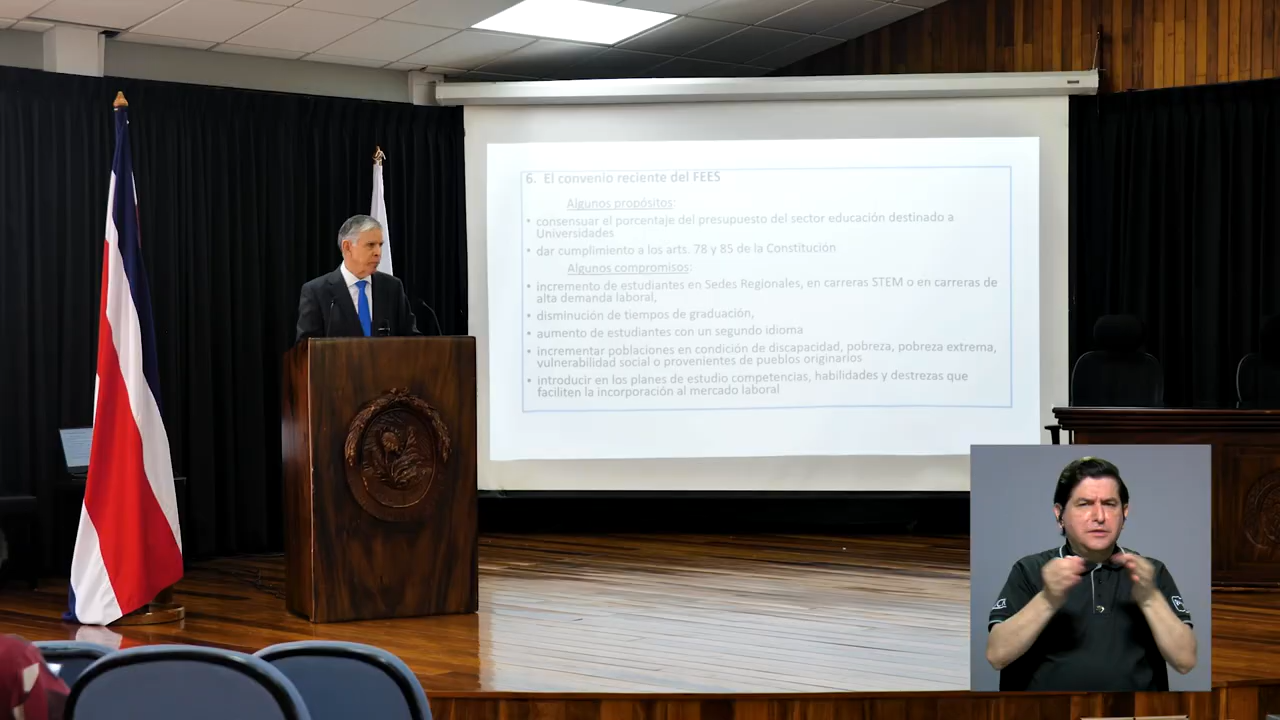 6. El convenio reciente del FEES
Algunos propósitos:
• consensuar el porcentaje del presupuesto del sector educación destinado a
Universidades
• dar cumplimiento a los arts. 78 y 85 de la Constitución
Algunos compromisos:
• incremento de estudiantes en Sedes Regionales, en carreras STEM o en carreras de
alta demanda laboral,
• disminución de tiempos de graduación,
• aumento de estudiantes con un segundo idioma
• incrementar poblaciones en condición de discapacidad, pobreza, pobreza extrema,
vulnerabilidad social o provenientes de pueblos originarios
• introducir en los planes de estudio competencias, habilidades y destrezas que
faciliten la incorporación al mercado laboral